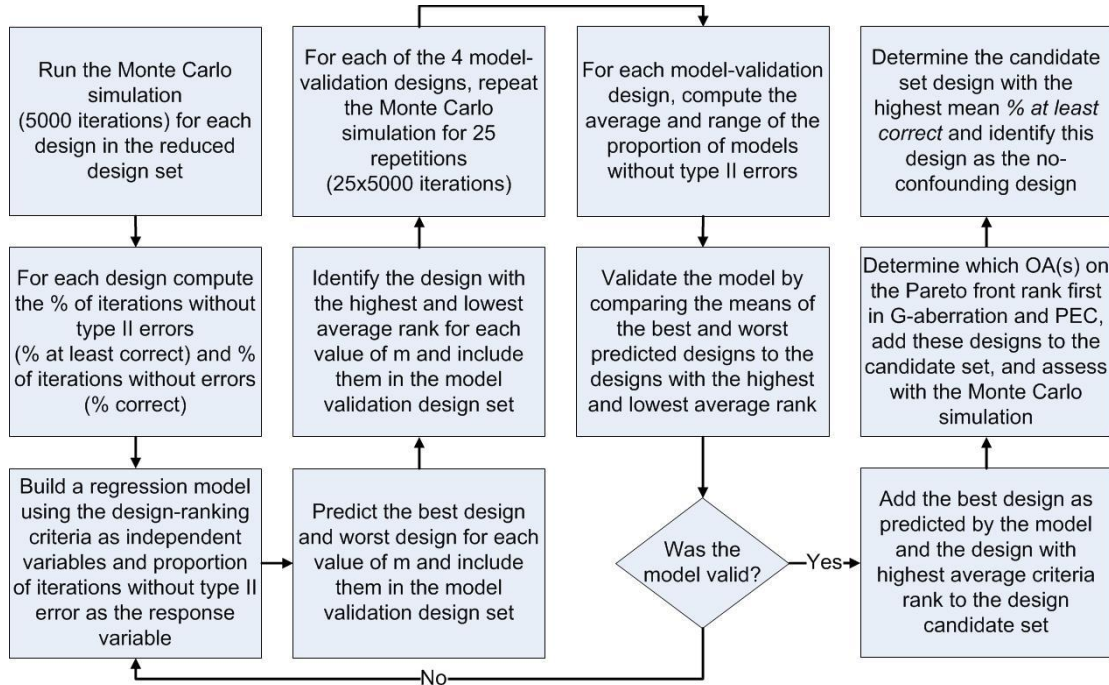 Run the Monte Carlo
simulation
(5000 iterations) for each
design in the reduced
design set
For each design compute
the % of iterations without
type II errors
(% at least correct) and %
of iterations without errors
(% correct)
Build a regression model
using the design-ranking
criteria as independent
variables and proportion
of iterations without type II
error as the response
variable
Predict the best design
and worst design for each
value of m and include
them in the model
validation design set
Identify the design with
the highest and lowest
average rank for each
value of m and include
them in the model
validation design set
For each of the 4 model-
validation designs, repeat
the Monte Carlo
simulation for 25
repetitions
(25x5000 iterations)
For each model-validation
design, compute the
average and range of the
proportion of models
without type II errors
Validate the model by
comparing the means of
the best and worst
predicted designs to the
designs with the highest
and lowest average rank
Was the
model valid?
Yes
No
Add the best design as
predicted by the model
and the design with
highest average criteria
rank to the design
candidate set
Determine which OA(s) on
the Pareto front rank first
in G-aberration and PEC,
add these designs to the
candidate set, and assess
with the Monte Carlo
simulation
Determine the candidate
set design with the
highest mean % at least
correct and identify this
design as the no-
confounding design